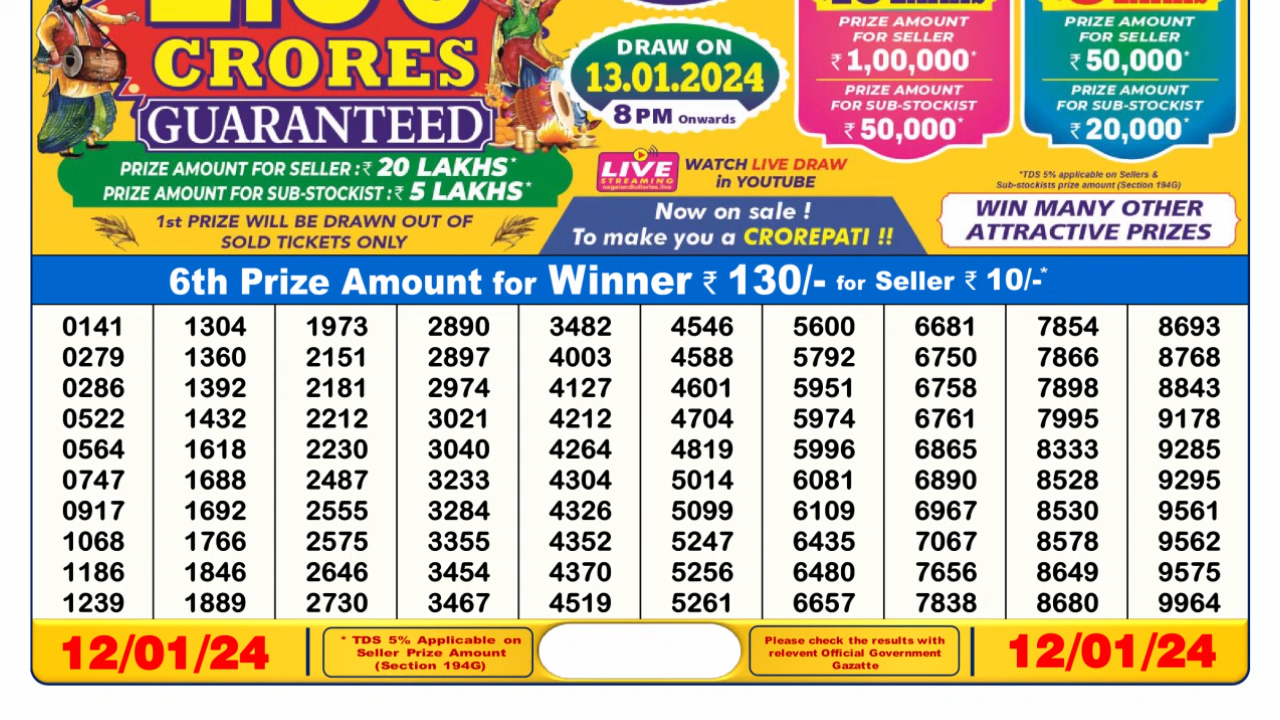 CRORES
GUARANTEED
PRIZE AMOUNT FOR SELLER :₹ 20 LAKHS*
PRIZE AMOUNT FOR SUB-STOCKIST :₹ 5 LAKHS*
1st PRIZE WILL BE DRAWN OUT OF
SOLD TICKETS ONLY
DRAW ON
13.01.2024
8 PM Onwards
LIVE
STREAMING
nagalandlotteries.live
WATCH LIVE DRAW
in YOUTUBE
Now on sale !
To make you a CROREPATI !!
PRIZE AMOUNT
FOR SELLER
₹ 1,00,000*
PRIZE AMOUNT
FOR SUB-STOCKIST
₹ 50,000*
PRIZE AMOUNT
FOR SELLER
₹ 50,000*
PRIZE AMOUNT
FOR SUB-STOCKIST
₹ 20,000*
*TDS 5% applicable on Sellers &
Sub-stockists prize amount (Section 194G)
WIN MANY OTHER
ATTRACTIVE PRIZES
6th Prize Amount for Winner ₹ 130/- for Seller ₹ 10/-*
0141 1304 1973 2890 3482 4546 5600 6681 7854 8693
0279 1360 2151 2897 4003 4588 5792 6750 7866 8768
0286 1392 2181 2974 4127 4601 5951 6758 7898 8843
0522 1432 2212 3021 4212 4704 5974 6761 7995 9178
0564 1618 2230 3040 4264 4819 5996 6865 8333 9285
0747 1688 2487 3233 4304 5014 6081 6890 8528 9295
0917 1692 2555 3284 4326 5099 6109 6967 8530 9561
1068 1766 2575 3355 4352 5247 6435 7067 8578 9562
1186 1846 2646 3454 4370 5256 6480 7656 8649 9575
1239 1889 2730 3467 4519 5261 6657 7838 8680 9964
12/01/24
* TDS 5% Applicable on
Seller Prize Amount
(Section 194G)
Please check the results with
relevent Official Government
Gazatte
12/01/24